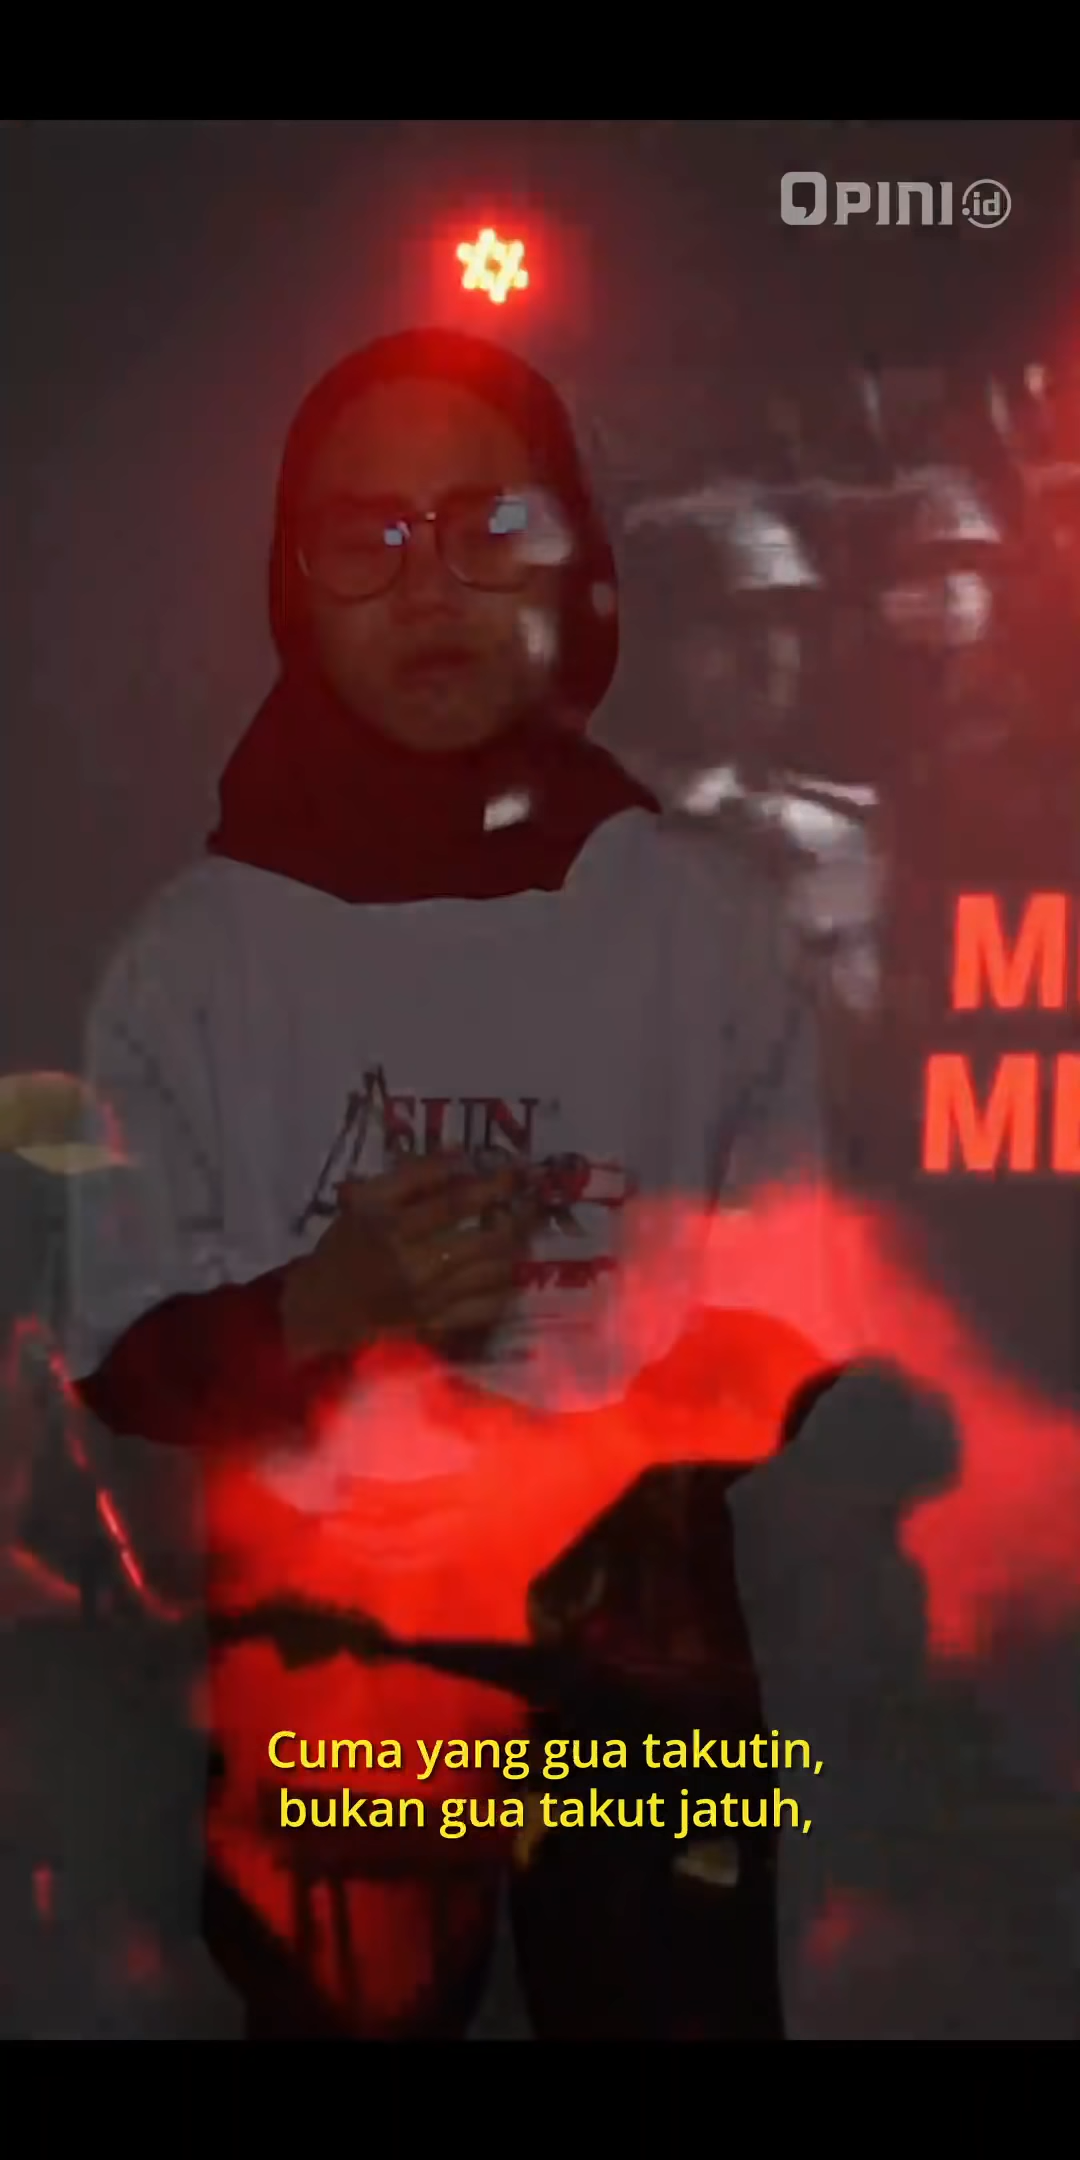 OPINI.id
SUN
M
M
Cuma yang gua takutin,
bukan gua takut jatuh,